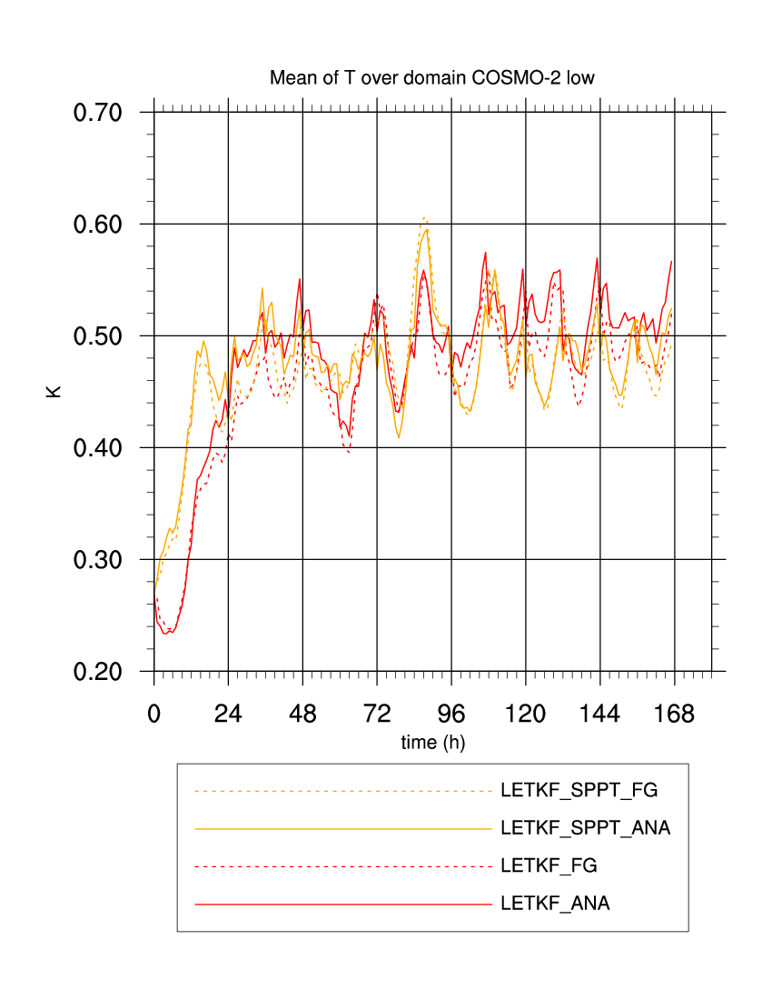 Mean of T over domain COSMO-2 low
0.70
0.60
0.50
0.40
0.30
0.20
K
0 24 48 72 96 120 144 168
time (h)
LETKF_SPPT_FG
LETKF_SPPT_ANA
LETKF_FG
LETKF_ANA